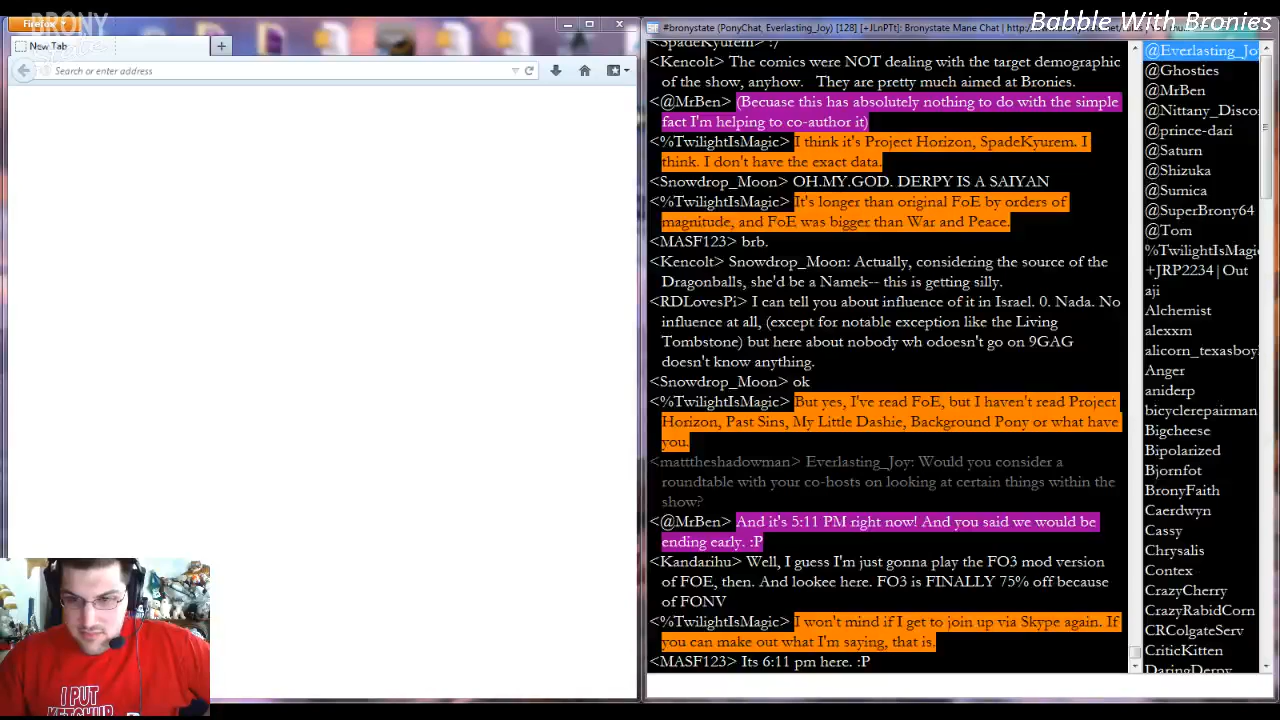 BRONY
Firefox
Babble With Bronies
#bronystate (PonyChat, Everlasting_Joy) [128] [+JLnPTt]: Bronystate Mane Chat |
New Tab
Search or address
<SpadeKyurem> :/
<Kencolt> The comics were NOT dealing with the target demographic
of the show, anyhow. They are pretty much aimed at Bronies.
<@MrBen> (Becuase this has absolutely nothing to do with the simple
fact I'm helping to co-author it)
<%TwilightIsMagic> I think it's Project Horizon, SpadeKyurem. I
think. I don't have the exact data.
<Snowdrop_Moon> OH.MY.GOD. DERPY IS A SAIYAN
<%TwilightIsMagic> It's longer than original FoE by orders of
magnitude, and FoE was bigger than War and Peace.
<MASF123> brb.
<Kencolt> Snowdrop_Moon: Actually, considering the source of the
Dragonballs, she'd be a Namek-- this is getting silly.
<RDLovesPi> I can tell you about influence of it in Israel. 0. Nada. No
influence at all, (except for notable exception like the Living
Tombstone) but here about nobody wh odoesn't go on 9GAG
doesn't know anything.
<Snowdrop_Moon> ok
<%TwilightIsMagic> But yes, I've read FoE, but I haven't read Project
Horizon, Past Sins, My Little Dashie, Background Pony or what have
you.
<matttheshadowman> Everlasting_Joy: Would you consider a
roundtable with your co-hosts on looking at certain things within the
show?
<@MrBen> And it's 5:11 PM right now! And you said we would be
ending early. :P
<Kandarihu> Well, I guess I'm just gonna play the FO3 mod version
of FOE, then. And lookee here. FO3 is FINALLY 75% off because
of FONV
<%TwilightIsMagic> I won't mind if I get to join up via Skype again. If
you can make out what I'm saying, that is.
<MASF123> Its 6:11 pm here. :P
@Everlasting_Joy
@Ghosties
@MrBen
@Nittany_Disco
@prince-dari
@Saturn
@Shizuka
@Sumica
@SuperBrony64
@Tom
%TwilightIsMagic
+JRP2234|Out
aji
Alchemist
alexxm
alicorn_texasboy
Anger
aniderp
bicyclerepairman
Bigcheese
Bipolarized
Bjornfot
BronyFaith
Caerdwyn
Cassy
Chrysalis
Contex
CrazyCherry
CrazyRabidCorn
CRColgateServ
CriticKitten
DaringDerpy
I PUT
KETCHUP